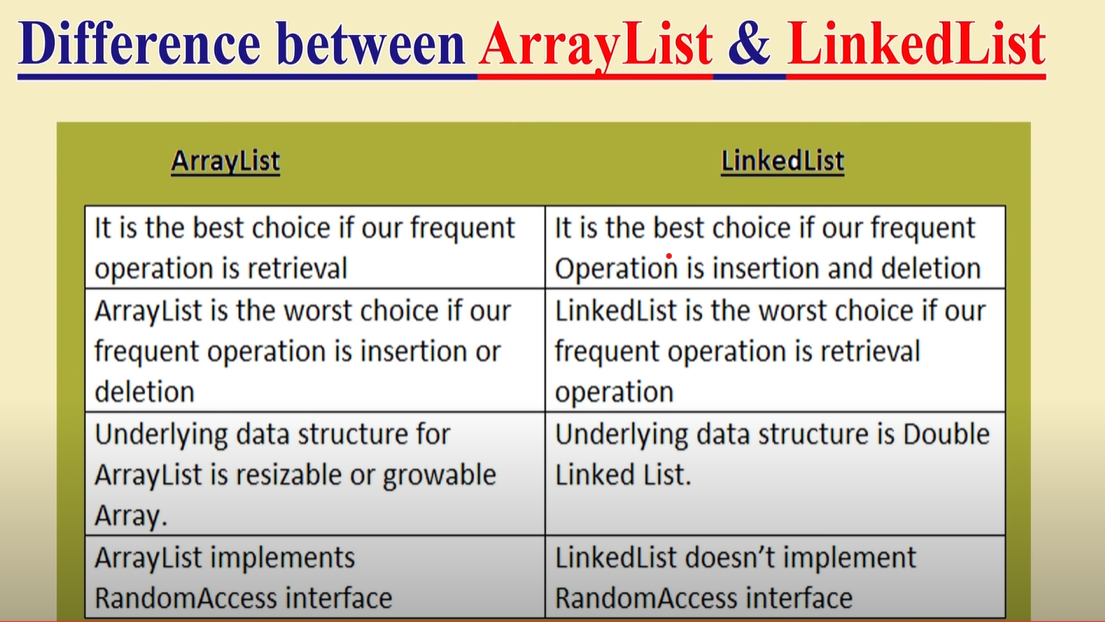 Difference between ArrayList & LinkedList
ArrayList
LinkedList
It is the best choice if our frequent
operation is retrieval
It is the best choice if our frequent
Operation is insertion and deletion
ArrayList is the worst choice if our
frequent operation is insertion or
deletion
LinkedList is the worst choice if our
frequent operation is retrieval
operation
Underlying data structure for
ArrayList is resizable or growable
Array.
Underlying data structure is Double
Linked List.
ArrayList implements
RandomAccess interface
LinkedList doesn’t implement
RandomAccess interface